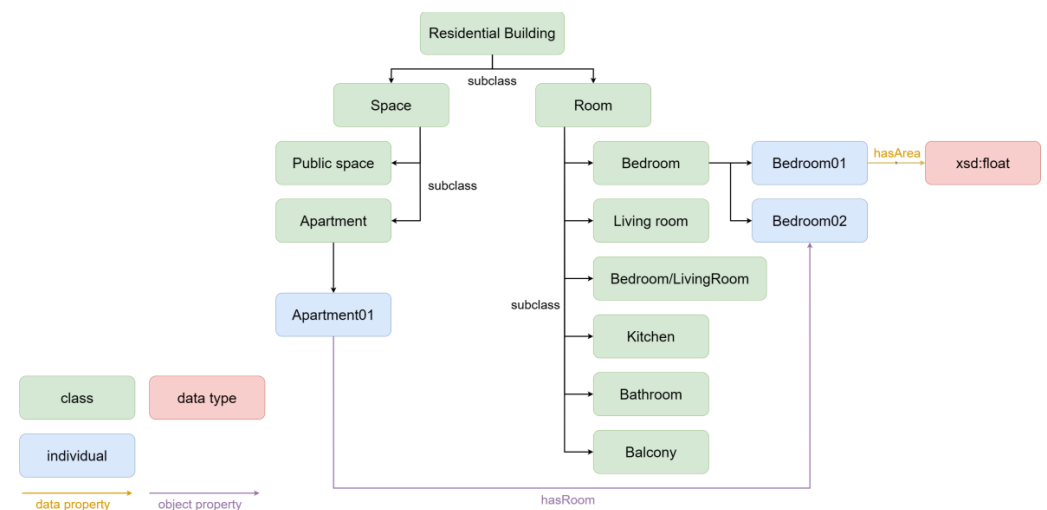 Residential Building
subclass
Space
Room
Public space
Bedroom
Bedroom01
hasArea
xsd:float
subclass
Apartment
Living room
Bedroom02
Bedroom/LivingRoom
Apartment01
subclass
Kitchen
class
data type
Bathroom
individual
Balcony
data property
object property
hasRoom